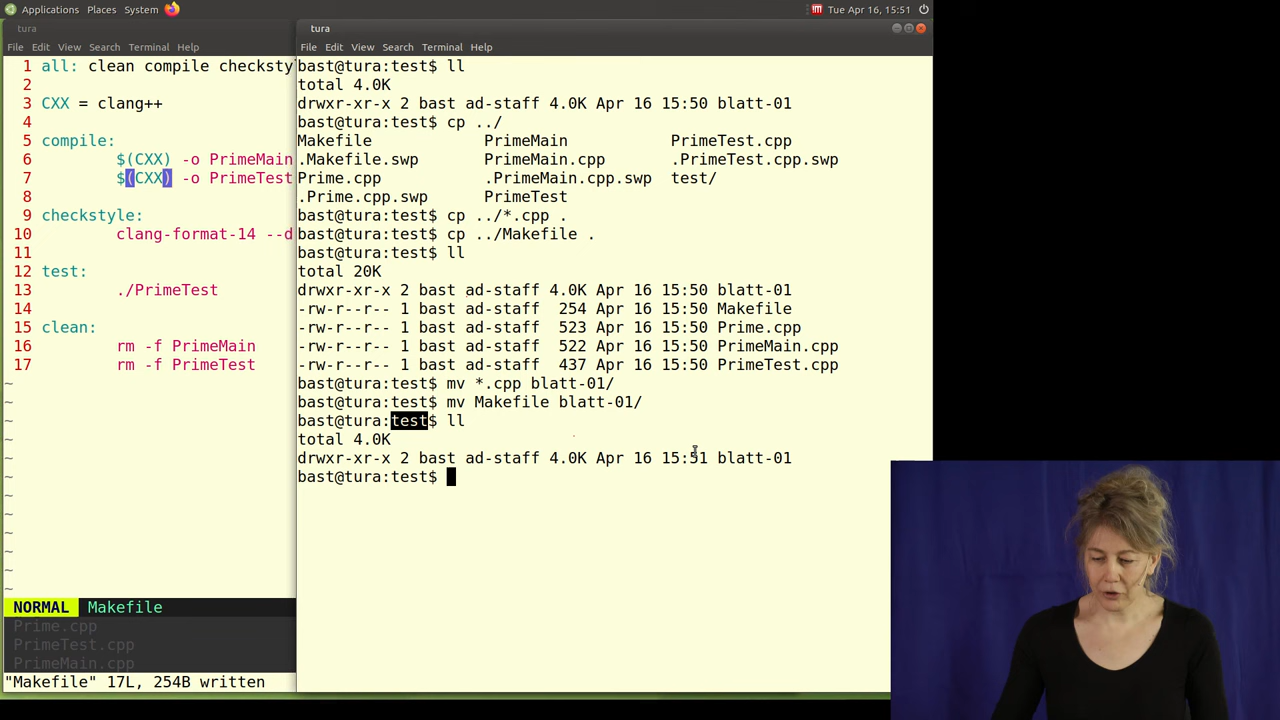 Applications Places System
Tue Apr 16, 15:51
tura
File Edit View Search Terminal Help
1 all: clean compile checksty
2
3 CXX = clang++
4
5 compile:
6 $(CXX) -o PrimeMain
7 $(CXX) -o PrimeTest
8
9 checkstyle:
10 clang-format-14 --d
11
12 test:
13 ./PrimeTest
14
15 clean:
16 rm -f PrimeMain
17 rm -f PrimeTest
~
~
~
~
~
~
~
~
~
~
~
~
NORMAL Makefile
Prime.cpp
PrimeTest.cpp
PrimeMain.cpp
"Makefile" 17L, 254B written
tura
File Edit View Search Terminal Help
bast@tura:test$ ll
total 4.0K
drwxr-xr-x 2 bast ad-staff 4.0K Apr 16 15:50 blatt-01
bast@tura:test$ cp ../
Makefile PrimeMain PrimeTest.cpp
.Makefile.swp PrimeMain.cpp .PrimeTest.cpp.swp
Prime.cpp .PrimeMain.cpp.swp test/
.Prime.cpp.swp PrimeTest
bast@tura:test$ cp ../*.cpp .
bast@tura:test$ cp ../Makefile .
bast@tura:test$ ll
total 20K
drwxr-xr-x 2 bast ad-staff 4.0K Apr 16 15:50 blatt-01
-rw-r--r-- 1 bast ad-staff 254 Apr 16 15:50 Makefile
-rw-r--r-- 1 bast ad-staff 523 Apr 16 15:50 Prime.cpp
-rw-r--r-- 1 bast ad-staff 522 Apr 16 15:50 PrimeMain.cpp
-rw-r--r-- 1 bast ad-staff 437 Apr 16 15:50 PrimeTest.cpp
bast@tura:test$ mv *.cpp blatt-01/
bast@tura:test$ mv Makefile blatt-01/
bast@tura:test$ ll
total 4.0K
drwxr-xr-x 2 bast ad-staff 4.0K Apr 16 15:51 blatt-01
bast@tura:test$